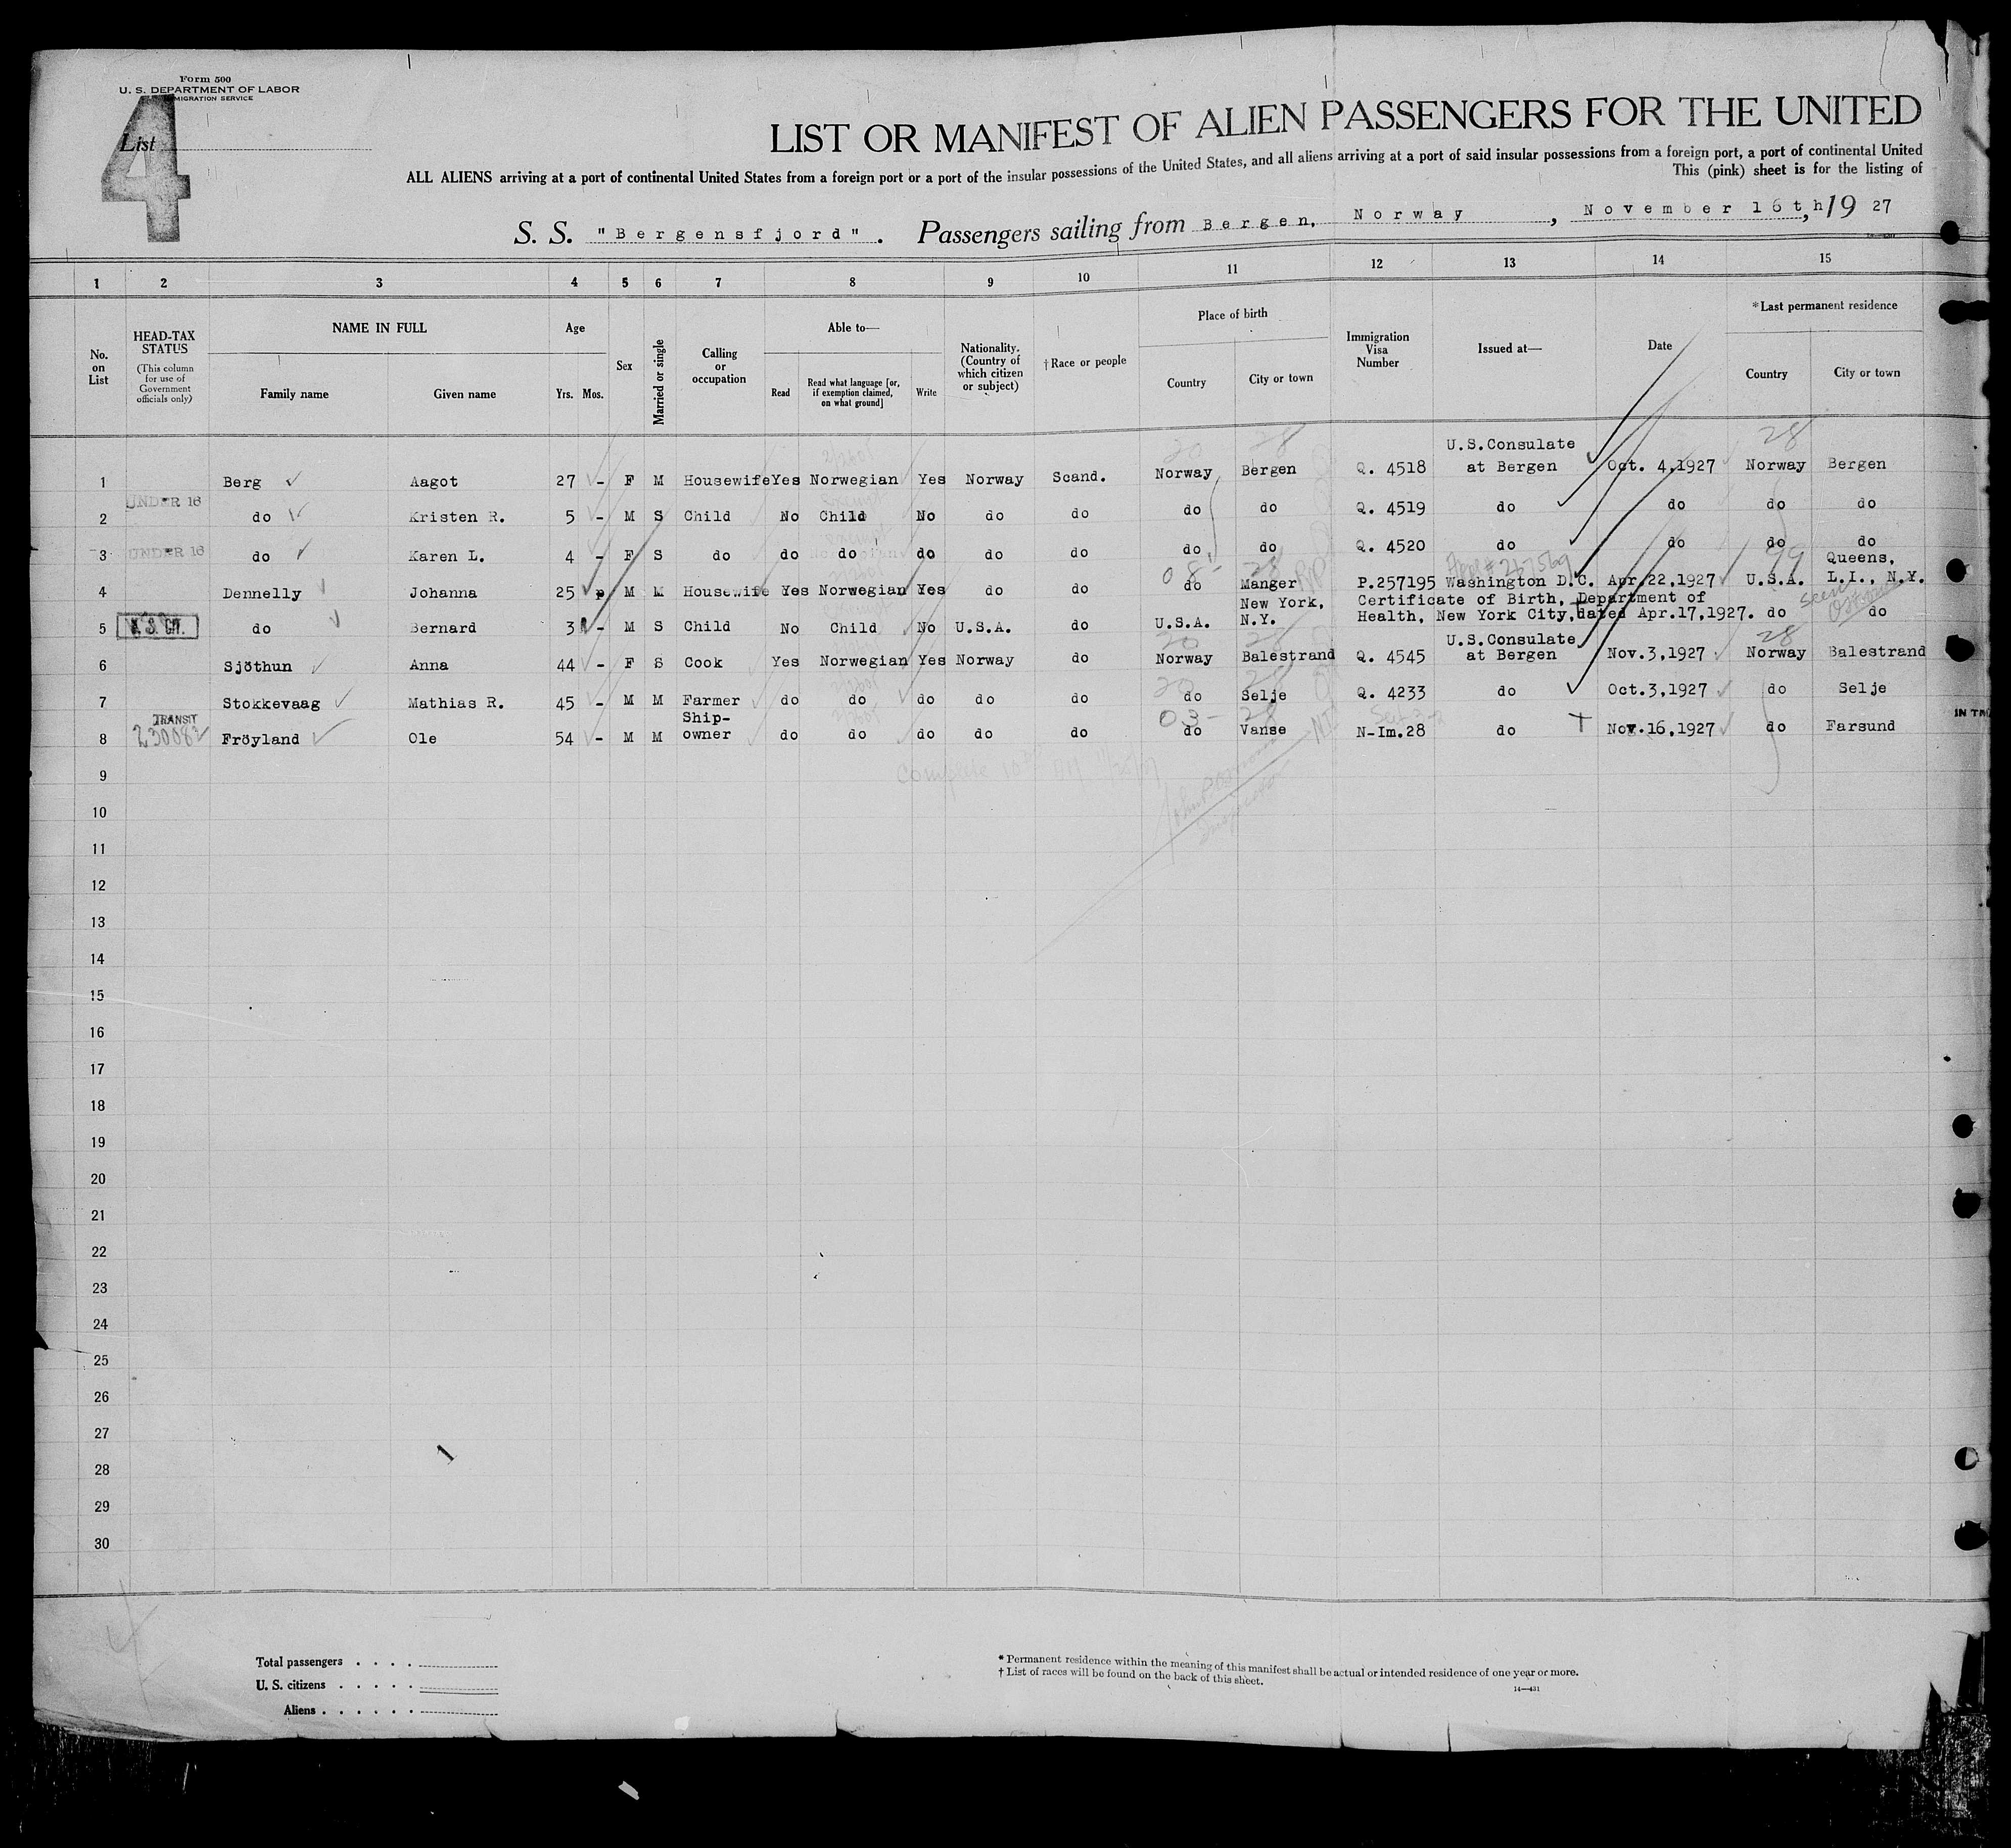 Form 500
U. S. DEPARTMENT OF LABOR
MIGRATION SERVICE
List
4
LIST OR MANIFEST OF ALIEN PASSENGERS FOR THE UNITED
ALL ALIENS arriving at a port of continental United States from a foreign port or a port of the insular possessions of the United States, and all aliens arriving at a port of said insular possessions from a foreign port, a port of continental United
This (pink) sheet is for the listing of
S. S. "Bergensfjord". Passengers sailing from Bergen, Norway, November 16th, 1927
1 2 3 4 5 6 7 8 9 10 11 12 13 14 15
No. on List
HEAD-TAX STATUS (This column for use of Government officials only)
NAME IN FULL Family name Given name
Age Yrs. Mos.
Sex
Married or single
Calling or occupation
Able to— Read Read what language [or, if exemption claimed, on what ground] Write
Nationality. (Country of which citizen or subject)
†Race or people
Place of birth Country City or town
Immigration Visa Number
Issued at—
Date
*Last permanent residence Country City or town
20 28 28
1 Berg Aagot 27 - F M Housewife Yes Norwegian Yes Norway Scand. Norway Bergen Q. 4518 U.S.Consulate at Bergen Oct. 4,1927 Norway Bergen
UNDER 16
2 do Kristen R. 5 - M S Child No Child No do do do do Q. 4519 do do do do
3 UNDER 16 do Karen L. 4 - F S do do do do do do do do Q. 4520 do do do do
08- 28 99
4 Dennelly Johanna 25 M M Housewife Yes Norwegian Yes do do do Manger P.257195 Washington D.C. Apr.22,1927 U.S.A. Queens, L.I., N.Y.
5 U.S. CIT. do Bernard 3 - M S Child No Child No U.S.A. do U.S.A. New York, N.Y. Certificate of Birth, Department of Health, New York City, dated Apr.17,1927. do do
seen
20 28 28
6 Sjöthun Anna 44 - F S Cook Yes Norwegian Yes Norway do Norway Balestrand Q. 4545 U.S.Consulate at Bergen Nov.3,1927 Norway Balestrand
20 28
7 Stokkevaag Mathias R. 45 - M M Farmer do do do do do do Selje Q. 4233 do Oct.3,1927 do Selje
TRANSIT
03- 28
8 Fröyland Ole 54 - M M Ship-owner do do do do do do Vanse N-Im.28 do Nov.16,1927 do Farsund
IN TR
Complete
9
10
11
12
13
14
15
16
17
18
19
20
21
22
23
24
25
26
27
28
29
30
Total passengers . . . .
U. S. citizens . . . . .
Aliens . . . . . .
* Permanent residence within the meaning of this manifest shall be actual or intended residence of one year or more.
† List of races will be found on the back of this sheet.
14—431